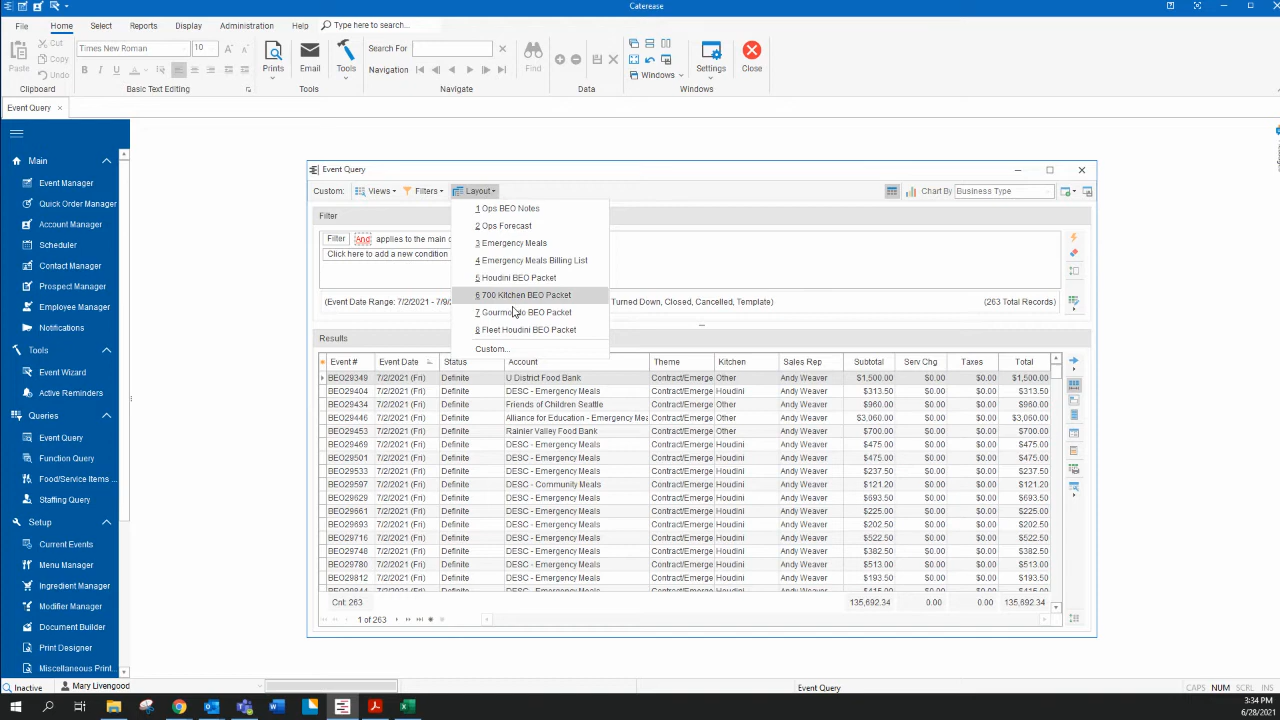 Caterease
File Home Select Reports Display Administration Help Type here to search...
Paste Cut Copy Undo Clipboard
Times New Roman 10 Basic Text Editing
Prints Email Tools Tools
Search For Navigation Find Navigate
Data
Windows Settings Close Windows
Event Query
Main
Event Manager
Quick Order Manager
Account Manager
Scheduler
Contact Manager
Prospect Manager
Employee Manager
Notifications
Tools
Event Wizard
Active Reminders
Queries
Event Query
Function Query
Food/Service Items ...
Staffing Query
Setup
Current Events
Menu Manager
Ingredient Manager
Modifier Manager
Document Builder
Print Designer
Miscellaneous Print...
Event Query
Custom: Views Filters Layout Chart By Business Type
1 Ops BEO Notes
2 Ops Forecast
3 Emergency Meals
4 Emergency Meals Billing List
5 Houdini BEO Packet
6 700 Kitchen BEO Packet
7 BEO Packet
8 Fleet Houdini BEO Packet
Custom...
Filter
Filter And applies to the main c
Click here to add a new condition
(Event Date Range: 7/2/2021 - Turned Down, Closed, Cancelled, Template) (263 Total Records)
Results
Event # Event Date Status Account Theme Kitchen Sales Rep Subtotal Serv Chg Taxes Total
BEO29349 7/2/2021 (Fri) Definite U District Food Bank Contract/Emerge Other Andy Weaver $1,500.00 $0.00 $0.00 $1,500.00
BEO29404 7/2/2021 (Fri) Definite DESC - Emergency Meals Contract/Emerge Houdini Andy Weaver $313.50 $0.00 $0.00 $313.50
BEO29434 7/2/2021 (Fri) Definite Friends of Children Seattle Contract/Emerge Other Andy Weaver $960.00 $0.00 $0.00 $960.00
BEO29446 7/2/2021 (Fri) Definite Alliance for Education - Emergency Mea Contract/Emerge Other Andy Weaver $3,060.00 $0.00 $0.00 $3,060.00
BEO29453 7/2/2021 (Fri) Definite Rainier Valley Food Bank Contract/Emerge Other Andy Weaver $700.00 $0.00 $0.00 $700.00
BEO29469 7/2/2021 (Fri) Definite DESC - Emergency Meals Contract/Emerge Houdini Andy Weaver $475.00 $0.00 $0.00 $475.00
BEO29501 7/2/2021 (Fri) Definite DESC - Emergency Meals Contract/Emerge Houdini Andy Weaver $475.00 $0.00 $0.00 $475.00
BEO29533 7/2/2021 (Fri) Definite DESC - Emergency Meals Contract/Emerge Houdini Andy Weaver $237.50 $0.00 $0.00 $237.50
BEO29597 7/2/2021 (Fri) Definite DESC - Community Meals Contract/Emerge Houdini Andy Weaver $121.20 $0.00 $0.00 $121.20
BEO29625 7/2/2021 (Fri) Definite DESC - Emergency Meals Contract/Emerge Houdini Andy Weaver $693.50 $0.00 $0.00 $693.50
BEO29661 7/2/2021 (Fri) Definite DESC - Emergency Meals Contract/Emerge Houdini Andy Weaver $225.00 $0.00 $0.00 $225.00
BEO29693 7/2/2021 (Fri) Definite DESC - Emergency Meals Contract/Emerge Houdini Andy Weaver $202.50 $0.00 $0.00 $202.50
BEO29716 7/2/2021 (Fri) Definite DESC - Emergency Meals Contract/Emerge Houdini Andy Weaver $522.50 $0.00 $0.00 $522.50
BEO29748 7/2/2021 (Fri) Definite DESC - Emergency Meals Contract/Emerge Houdini Andy Weaver $382.50 $0.00 $0.00 $382.50
BEO29780 7/2/2021 (Fri) Definite DESC - Emergency Meals Contract/Emerge Houdini Andy Weaver $513.00 $0.00 $0.00 $513.00
BEO29812 7/2/2021 (Fri) Definite DESC - Emergency Meals Contract/Emerge Houdini Andy Weaver $193.50 $0.00 $0.00 $193.50
BEO29844 7/2/2021 (Fri) Definite DESC - Emergency Meals Contract/Emerge Houdini Andy Weaver $0.00 $0.00
Cnt: 263 135,692.34 0.00 0.00 135,692.34
1 of 263
Inactive Mary Livengood Event Query CAPS NUM SCRL INS
3:34 PM
6/28/2021